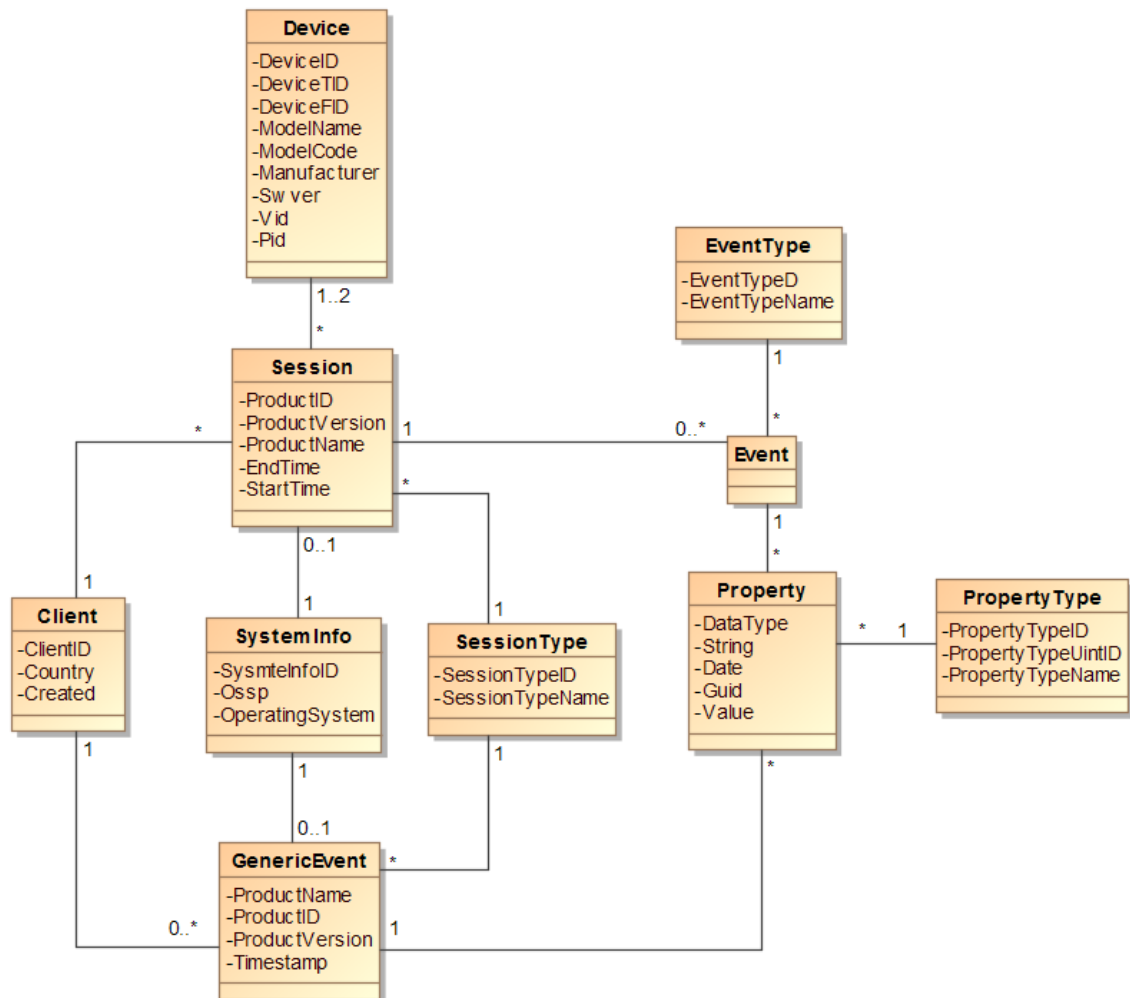 Device
-DeviceID
-DeviceTID
-DeviceFID
-ModelName
-ModelCode
-Manufacturer
-Swver
-Vid
-Pid
1..2
*
EventType
-EventTypeD
-EventTypeName
1
*
Session
-ProductID
-ProductVersion
-ProductName
-EndTime
-StartTime
*
1
0..*
*
0..1
Event
1
*
1
1
1
Client
-ClientID
-Country
-Created
1
SystemInfo
-SysmteInfoID
-Ossp
-OperatingSystem
1
SessionType
-SessionTypeID
-SessionTypeName
1
Property
-DataType
-String
-Date
-Guid
-Value
*
* 1
PropertyType
-PropertyTypeID
-PropertyTypeUintID
-PropertyTypeName
0..1
*
GenericEvent
-ProductName
-ProductID
-ProductVersion
-Timestamp
0..*
1